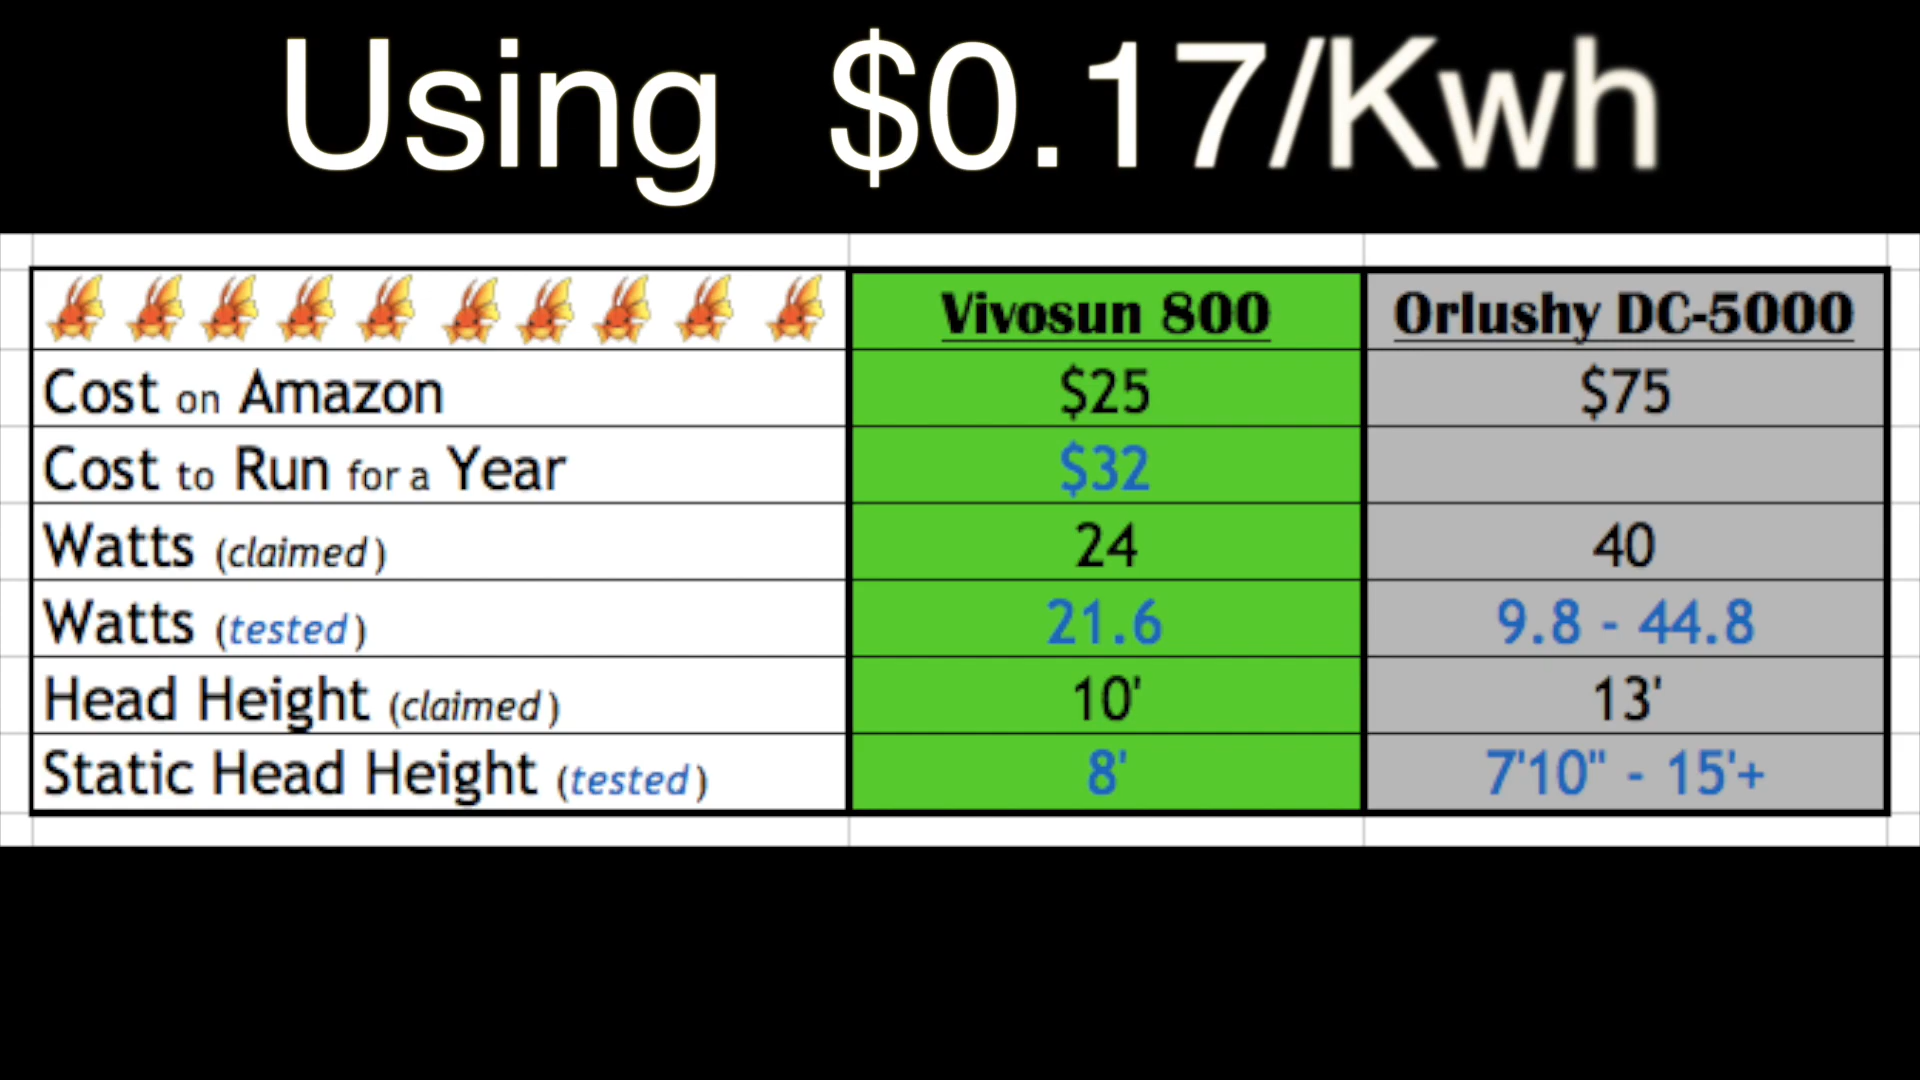 Using $0.17/Kwh
Vivosun 800 Orlushy DC-5000
Cost on Amazon $25 $75
Cost to Run for a Year $32
Watts (claimed) 24 40
Watts (tested) 21.6 9.8 - 44.8
Head Height (claimed) 10' 13'
Static Head Height (tested) 8' 7'10" - 15'+